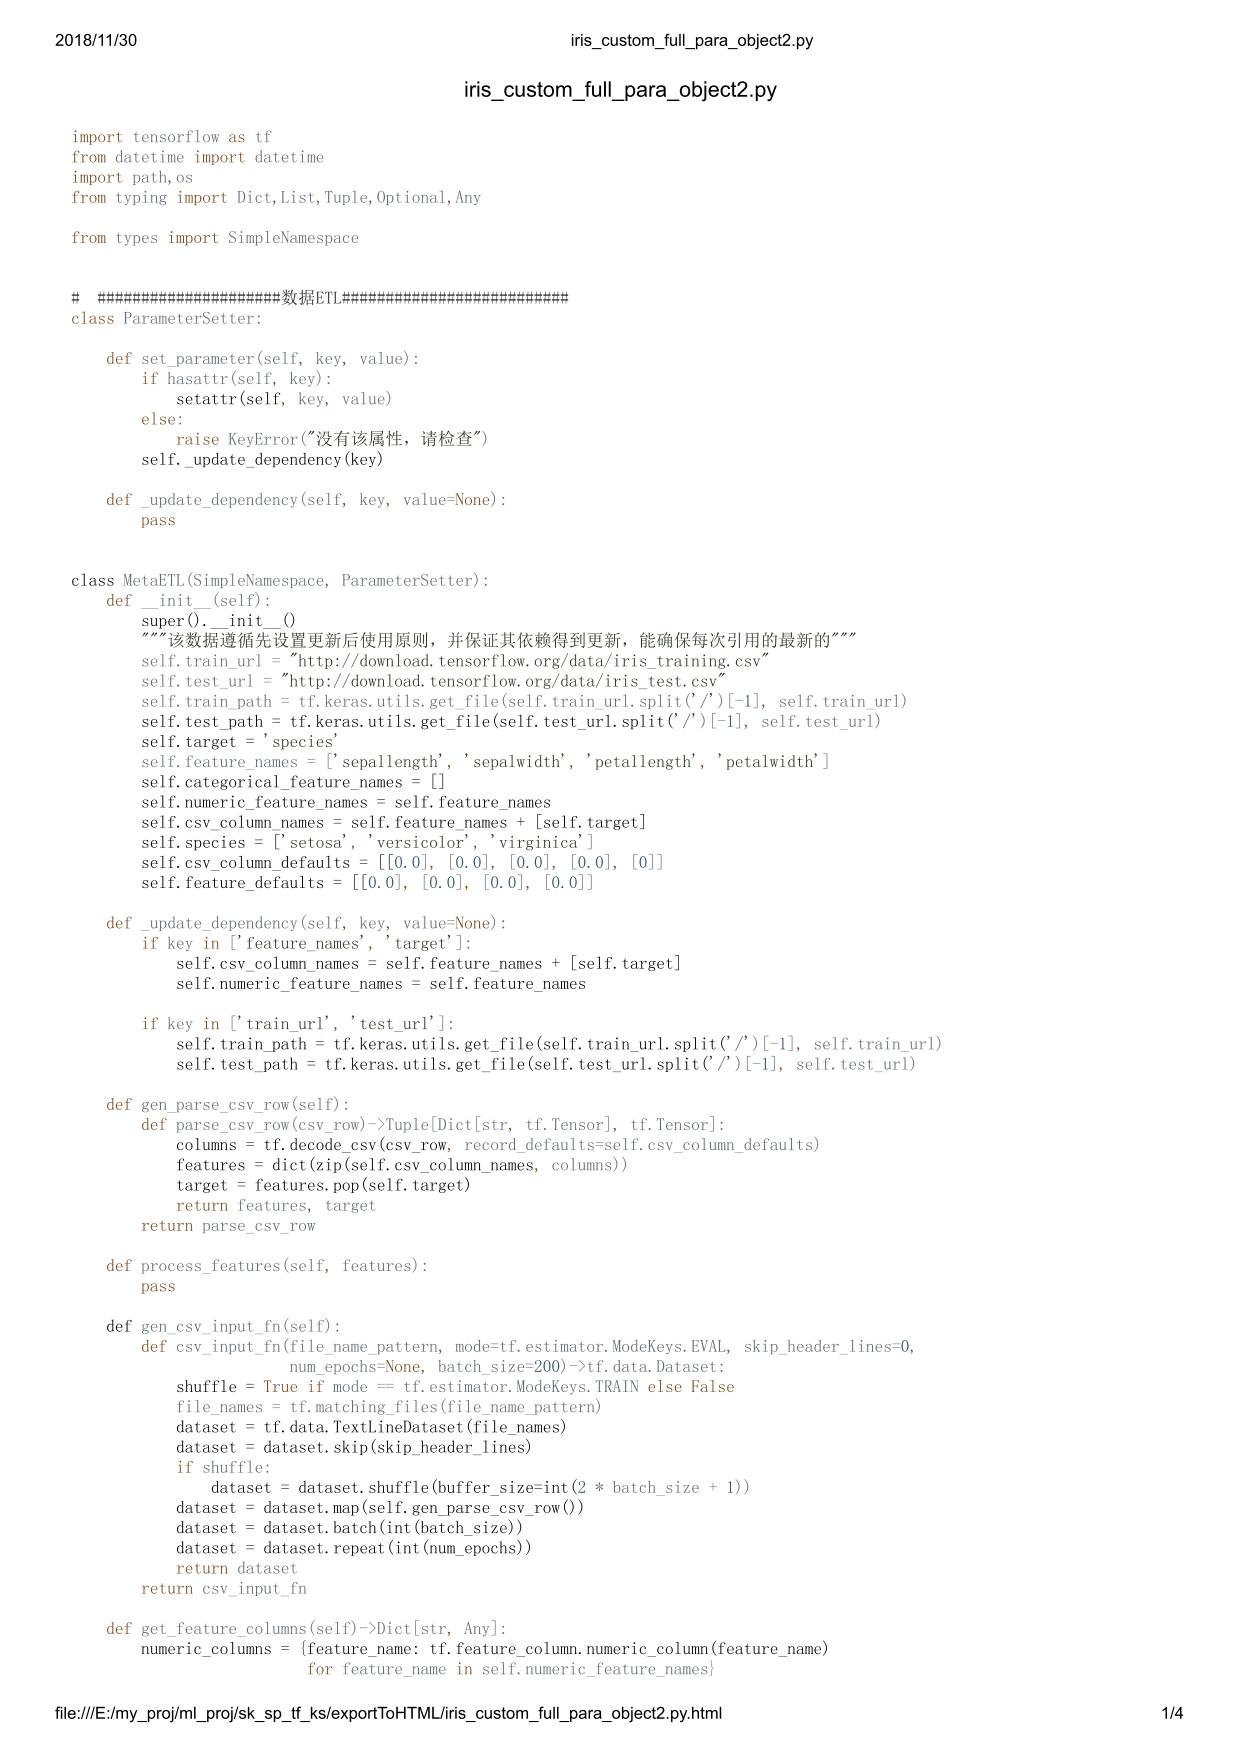 2018/11/30 iris_custom_full_para_object2.py
iris_custom_full_para_object2.py
import tensorflow as tf
from datetime import datetime
import path,os
from typing import Dict,List,Tuple,Optional,Any
from types import SimpleNamespace
#  #####################数据ETL##########################
class ParameterSetter:
    def set_parameter(self, key, value):
        if hasattr(self, key):
            setattr(self, key, value)
        else:
            raise KeyError("没有该属性，请检查")
        self._update_dependency(key)
    def _update_dependency(self, key, value=None):
        pass
class MetaETL(SimpleNamespace, ParameterSetter):
    def __init__(self):
        super().__init__()
        """该数据遵循先设置更新后使用原则，并保证其依赖得到更新，能确保每次引用的最新的"""
        self.train_url = "http://download.tensorflow.org/data/iris_training.csv"
        self.test_url = "http://download.tensorflow.org/data/iris_test.csv"
        self.train_path = tf.keras.utils.get_file(self.train_url.split('/')[-1], self.train_url)
        self.test_path = tf.keras.utils.get_file(self.test_url.split('/')[-1], self.test_url)
        self.target = 'species'
        self.feature_names = ['sepallength', 'sepalwidth', 'petallength', 'petalwidth']
        self.categorical_feature_names = []
        self.numeric_feature_names = self.feature_names
        self.csv_column_names = self.feature_names + [self.target]
        self.species = ['setosa', 'versicolor', 'virginica']
        self.csv_column_defaults = [[0.0], [0.0], [0.0], [0.0], [0]]
        self.feature_defaults = [[0.0], [0.0], [0.0], [0.0]]
    def _update_dependency(self, key, value=None):
        if key in ['feature_names', 'target']:
            self.csv_column_names = self.feature_names + [self.target]
            self.numeric_feature_names = self.feature_names
        if key in ['train_url', 'test_url']:
            self.train_path = tf.keras.utils.get_file(self.train_url.split('/')[-1], self.train_url)
            self.test_path = tf.keras.utils.get_file(self.test_url.split('/')[-1], self.test_url)
    def gen_parse_csv_row(self):
        def parse_csv_row(csv_row)->Tuple[Dict[str, tf.Tensor], tf.Tensor]:
            columns = tf.decode_csv(csv_row, record_defaults=self.csv_column_defaults)
            features = dict(zip(self.csv_column_names, columns))
            target = features.pop(self.target)
            return features, target
        return parse_csv_row
    def process_features(self, features):
        pass
    def gen_csv_input_fn(self):
        def csv_input_fn(file_name_pattern, mode=tf.estimator.ModeKeys.EVAL, skip_header_lines=0,
                         num_epochs=None, batch_size=200)->tf.data.Dataset:
            shuffle = True if mode == tf.estimator.ModeKeys.TRAIN else False
            file_names = tf.matching_files(file_name_pattern)
            dataset = tf.data.TextLineDataset(file_names)
            dataset = dataset.skip(skip_header_lines)
            if shuffle:
                dataset = dataset.shuffle(buffer_size=int(2 * batch_size + 1))
            dataset = dataset.map(self.gen_parse_csv_row())
            dataset = dataset.batch(int(batch_size))
            dataset = dataset.repeat(int(num_epochs))
            return dataset
        return csv_input_fn
    def get_feature_columns(self)->Dict[str, Any]:
        numeric_columns = {feature_name: tf.feature_column.numeric_column(feature_name)
                           for feature_name in self.numeric_feature_names}
file:///E:/my_proj/ml_proj/sk_sp_tf_ks/exportToHTML/iris_custom_full_para_object2.py.html 1/4